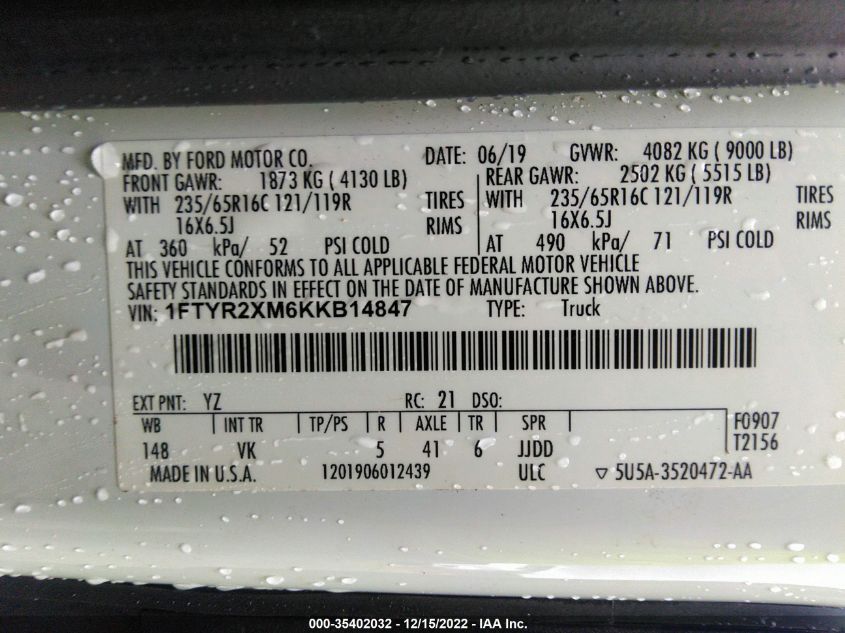 MFD. BY FORD MOTOR CO. DATE: 06/19 GVWR: 4082 KG ( 9000 LB)
FRONT GAWR: 1873 KG ( 4130 LB) REAR GAWR: 2502 KG ( 5515 LB)
WITH 235/65R16C 121/119R TIRES WITH 235/65R16C 121/119R TIRES
16X6.5J RIMS 16X6.5J RIMS
AT 360 kPa/ 52 PSI COLD AT 490 kPa/ 71 PSI COLD
THIS VEHICLE CONFORMS TO ALL APPLICABLE FEDERAL MOTOR VEHICLE
SAFETY STANDARDS IN EFFECT ON THE DATE OF MANUFACTURE SHOWN ABOVE.
VIN: 1FTYR2XM6KKB14847 TYPE: Truck
EXT PNT: YZ RC: 21 DSO:
WB INT TR TP/PS R AXLE TR SPR F0907
148 VK 5 41 6 JJDD T2156
MADE IN U.S.A. 1201906012439 ULC ▽ 5U5A-3520472-AA
000-35402032 - 12/15/2022 - IAA Inc.